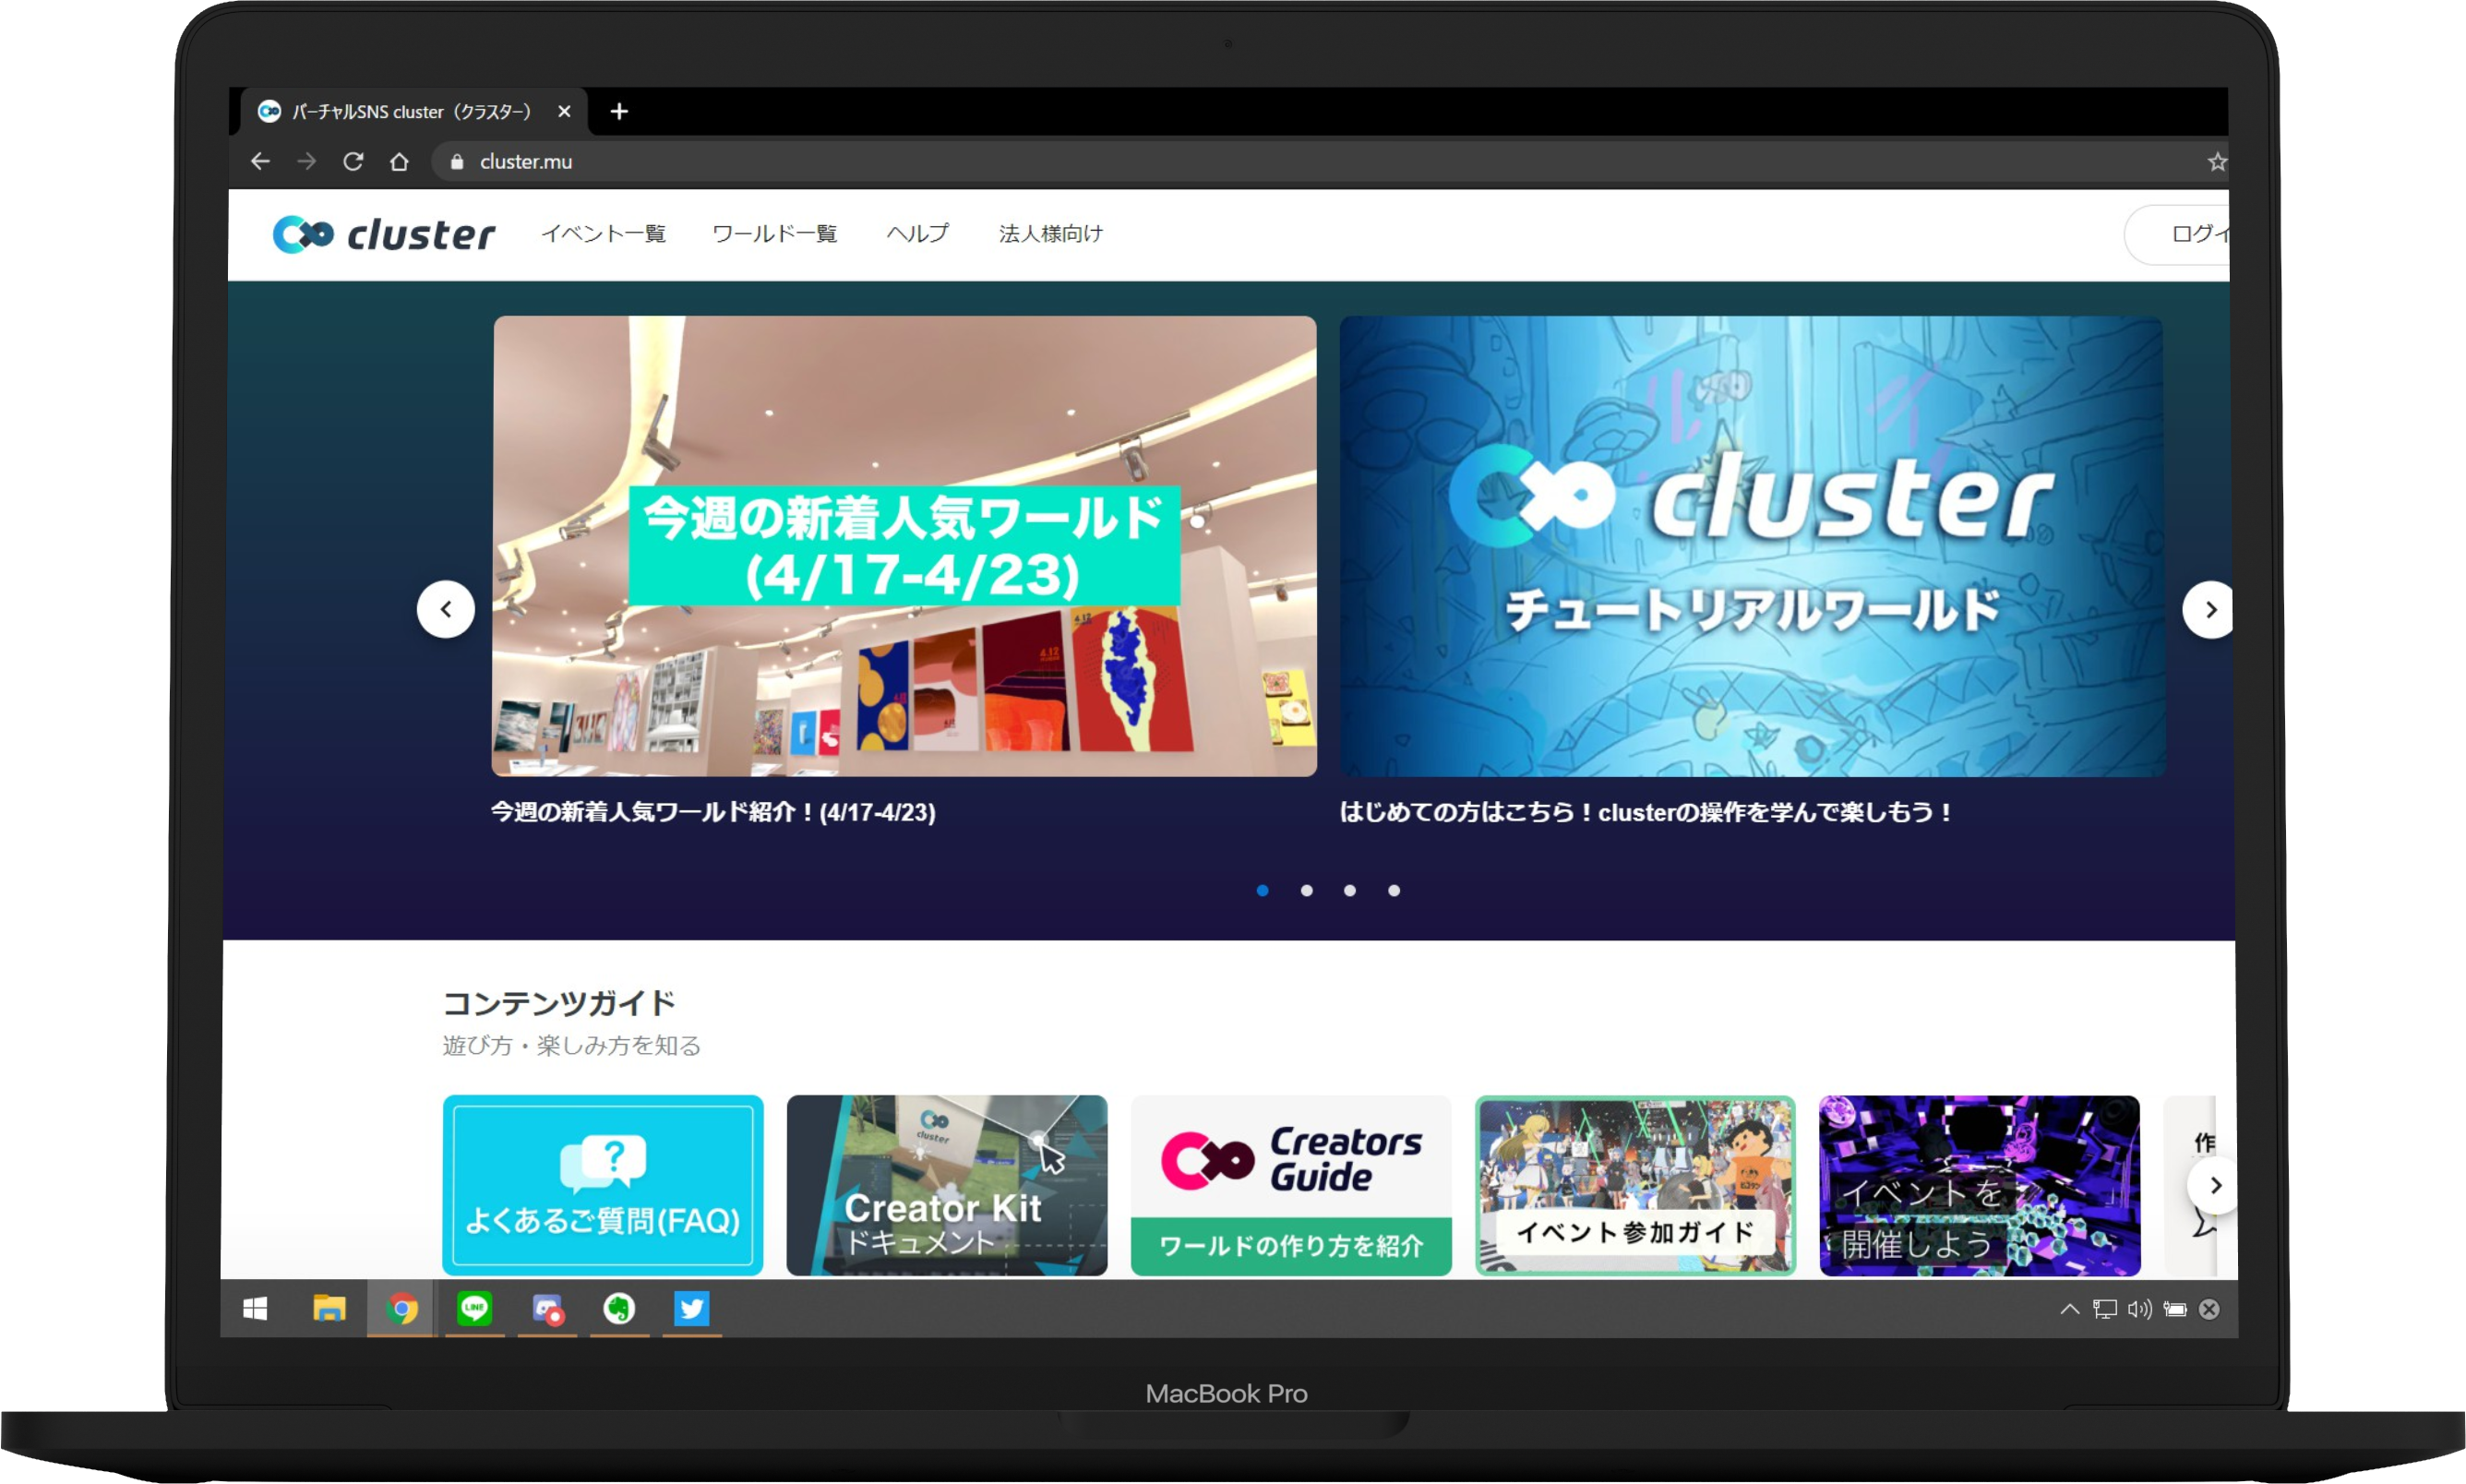 バーチャルSNS cluster（クラスター）
cluster.mu
cluster イベント一覧 ワールド一覧 ヘルプ 法人様向け ログイ
今週の新着人気ワールド
(4/17-4/23)
cluster
チュートリアルワールド
今週の新着人気ワールド紹介！(4/17-4/23)
はじめての方はこちら！clusterの操作を学んで楽しもう！
コンテンツガイド
遊び方・楽しみ方を知る
?
よくあるご質問(FAQ)
cluster
Creator Kit
ドキュメント
Creators
Guide
ワールドの作り方を紹介
イベント参加ガイド
イベントを
開催しよう
作
LINE
MacBook Pro